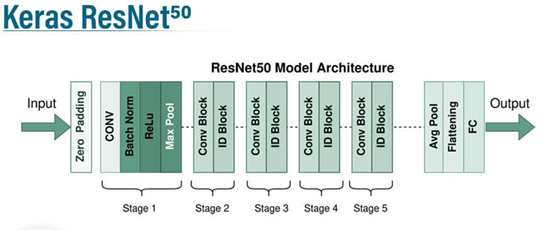 Keras ResNet⁵⁰
ResNet50 Model Architecture
Input
Zero Padding
CONV
Batch Norm
ReLu
Max Pool
Conv Block
ID Block
Conv Block
ID Block
Conv Block
ID Block
Conv Block
ID Block
Avg Pool
Flattening
FC
Output
Stage 1
Stage 2
Stage 3
Stage 4
Stage 5